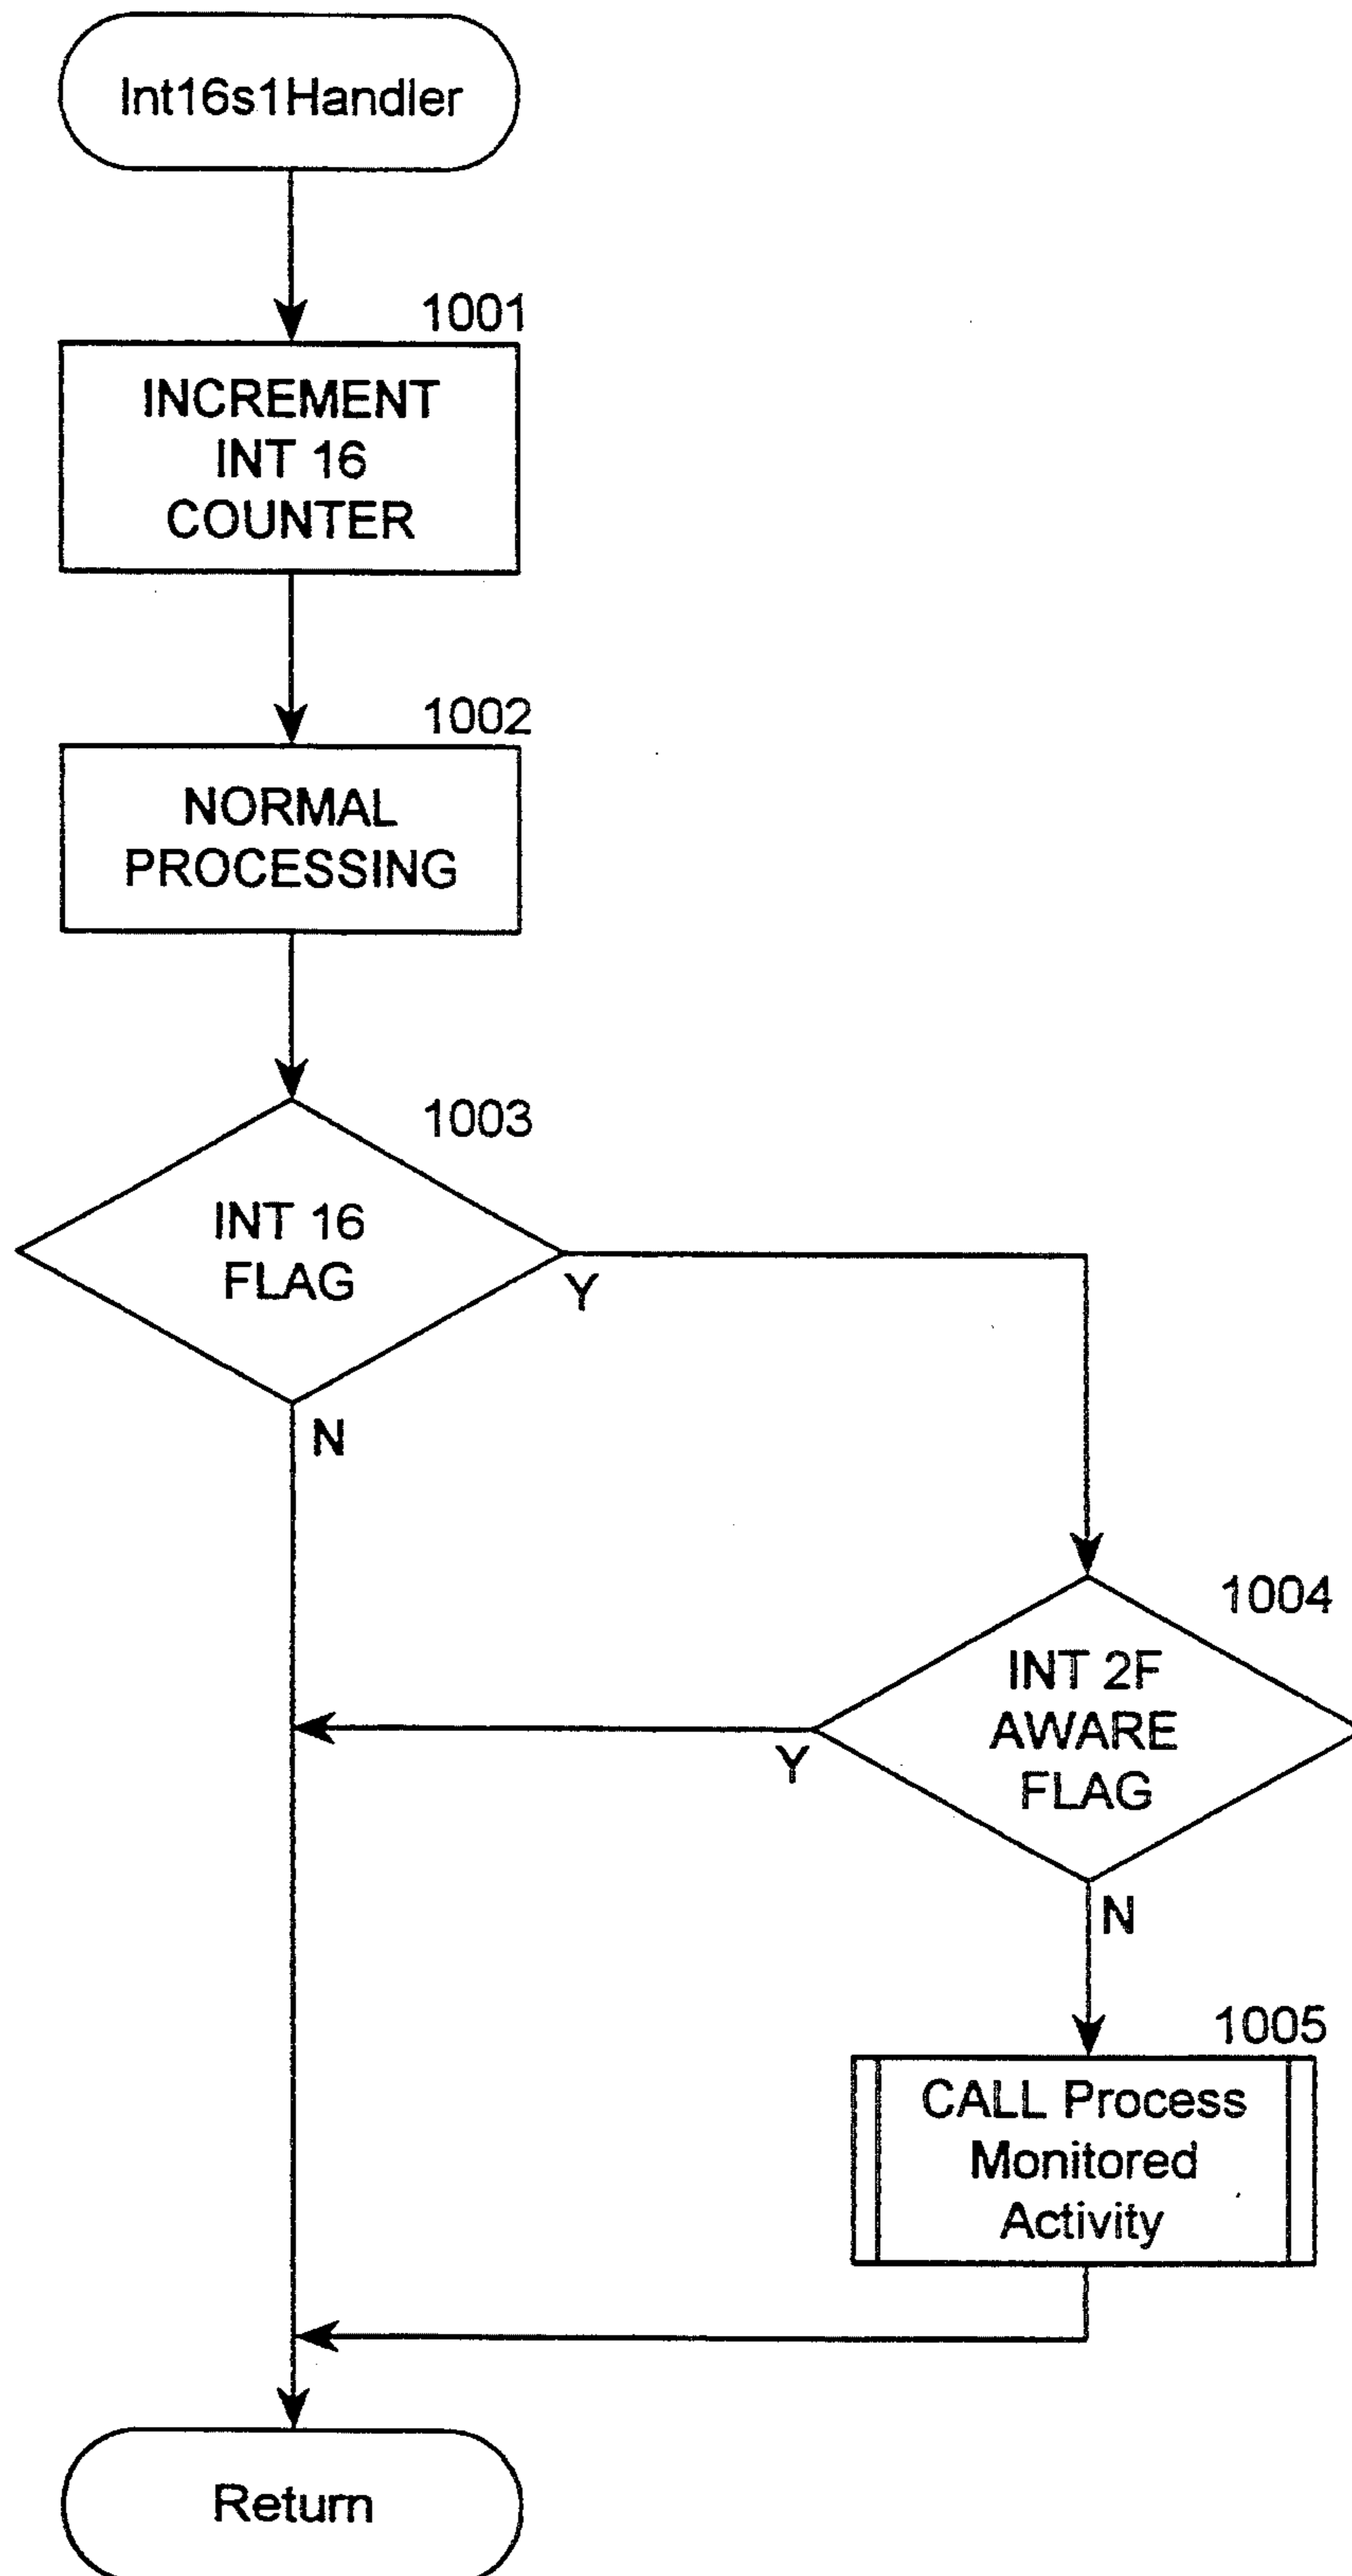 Int16s1Handler
1001
INCREMENT
INT 16
COUNTER
1002
NORMAL
PROCESSING
1003
INT 16
FLAG
Y
N
1004
INT 2F
AWARE
FLAG
Y
N
1005
CALL Process
Monitored
Activity
Return